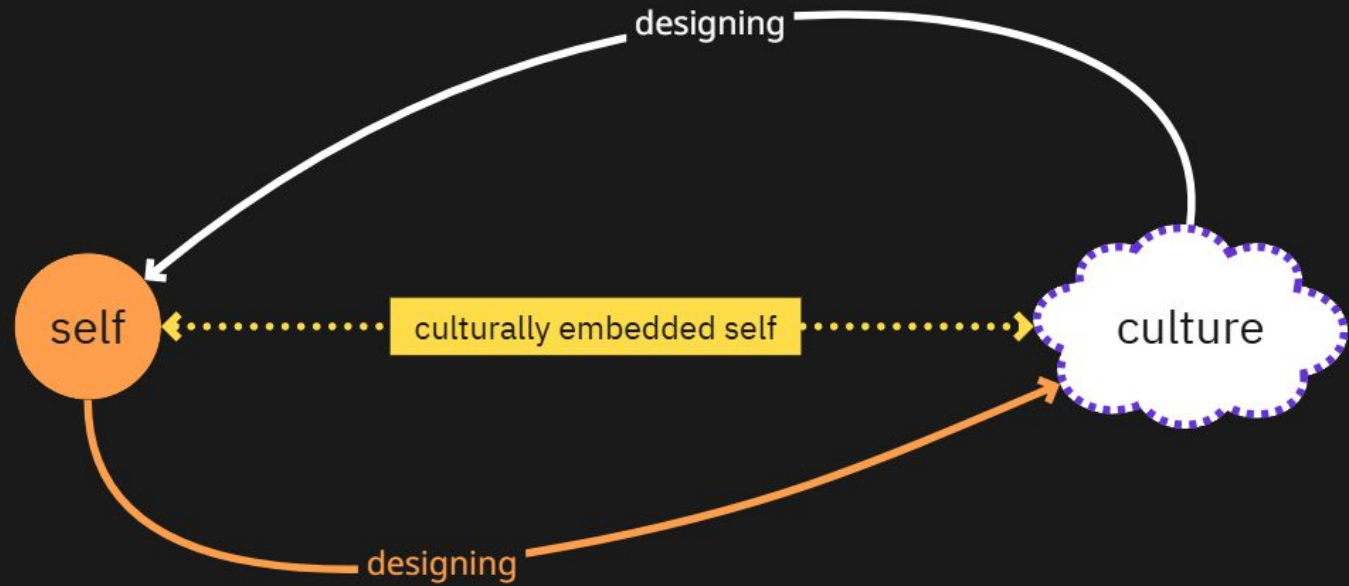 designing
self
culturally embedded self
culture
designing